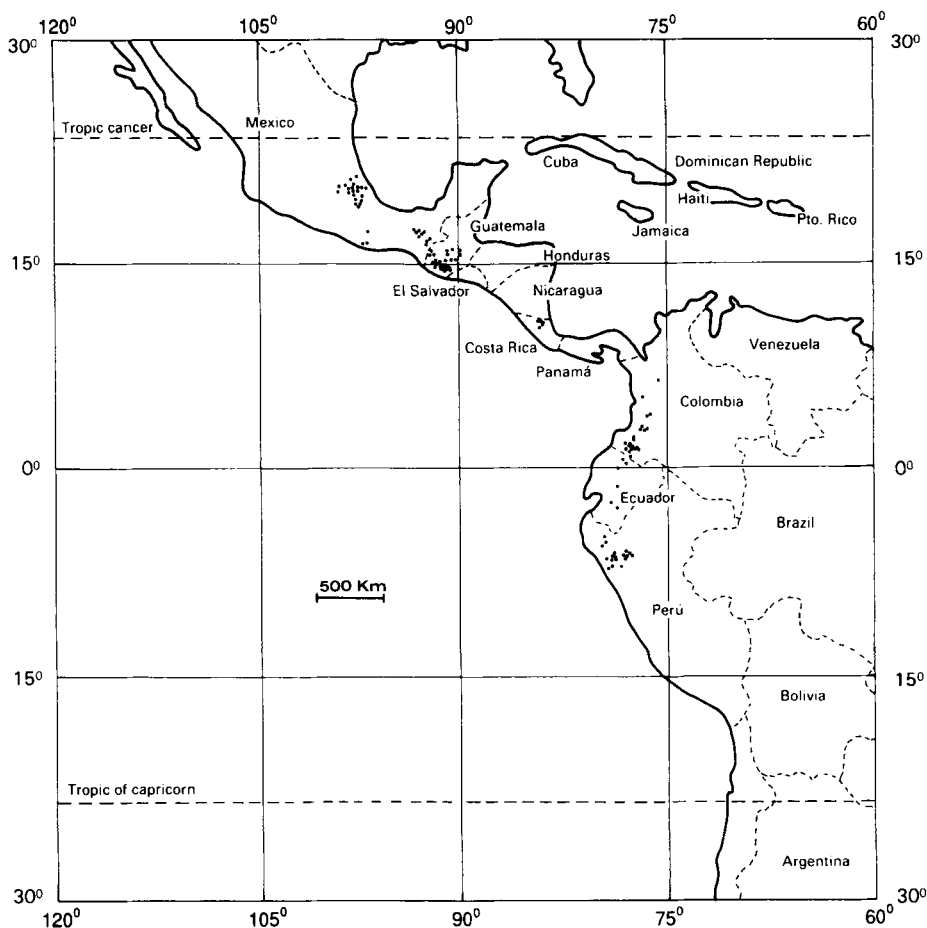 120⁰ 105⁰ 90⁰ 75⁰ 60⁰
30⁰ 30⁰
Tropic cancer
Mexico
Cuba
Dominican Republic
Haiti
Pto. Rico
Jamaica
Guatemala
Honduras
15⁰ 15⁰
El Salvador
Nicaragua
Costa Rica
Venezuela
Panamá
Colombia
0⁰ 0⁰
Ecuador
Brazil
500 Km
Perú
15⁰ 15⁰
Bolivia
Tropic of capricorn
Argentina
30⁰ 30⁰
120⁰ 105⁰ 90⁰ 75⁰ 60⁰